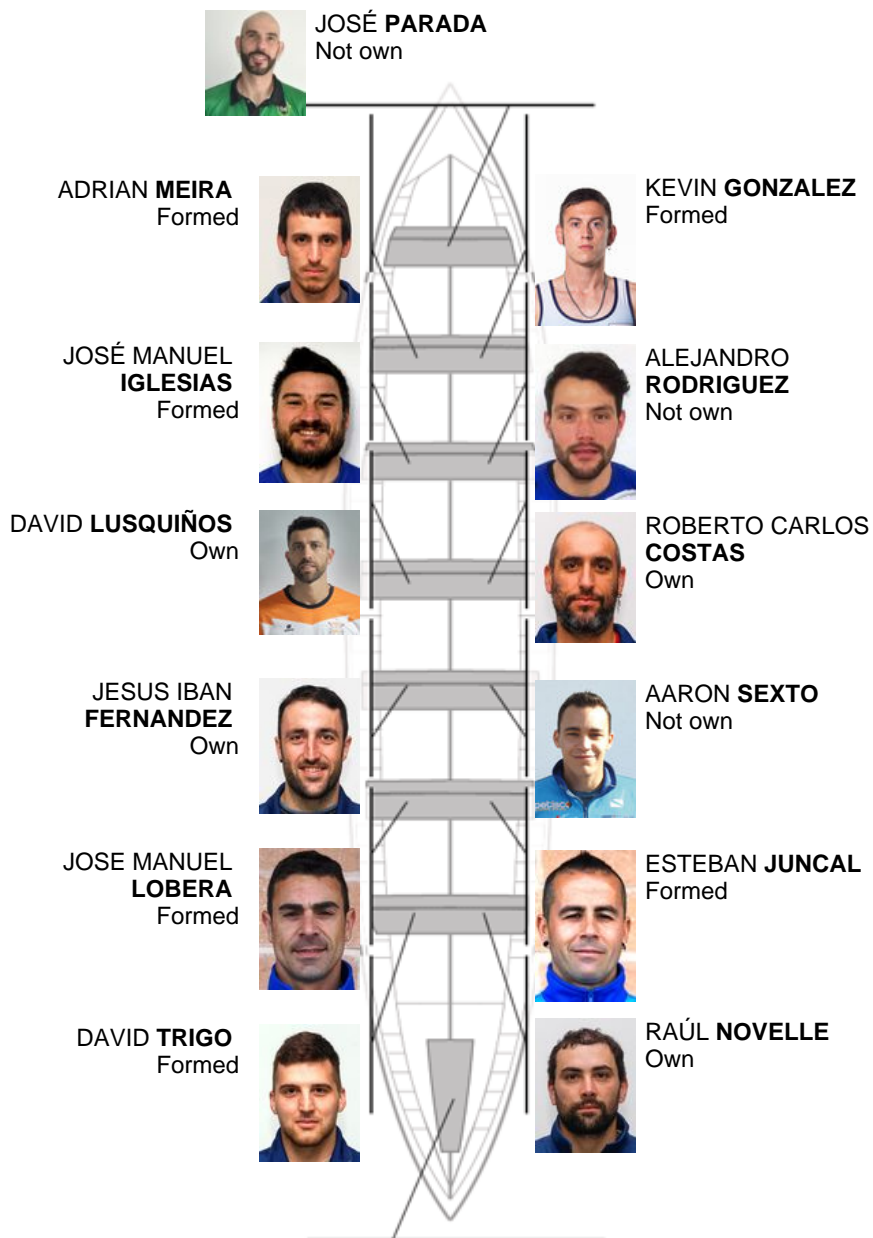 JOSÉ PARADA
Not own
ADRIAN MEIRA
Formed
KEVIN GONZALEZ
Formed
JOSÉ MANUEL
IGLESIAS
Formed
ALEJANDRO
RODRIGUEZ
Not own
DAVID LUSQUIÑOS
Own
ROBERTO CARLOS
COSTAS
Own
JESUS IBAN
FERNANDEZ
Own
AARON SEXTO
Not own
JOSE MANUEL
LOBERA
Formed
ESTEBAN JUNCAL
Formed
DAVID TRIGO
Formed
RAÚL NOVELLE
Own